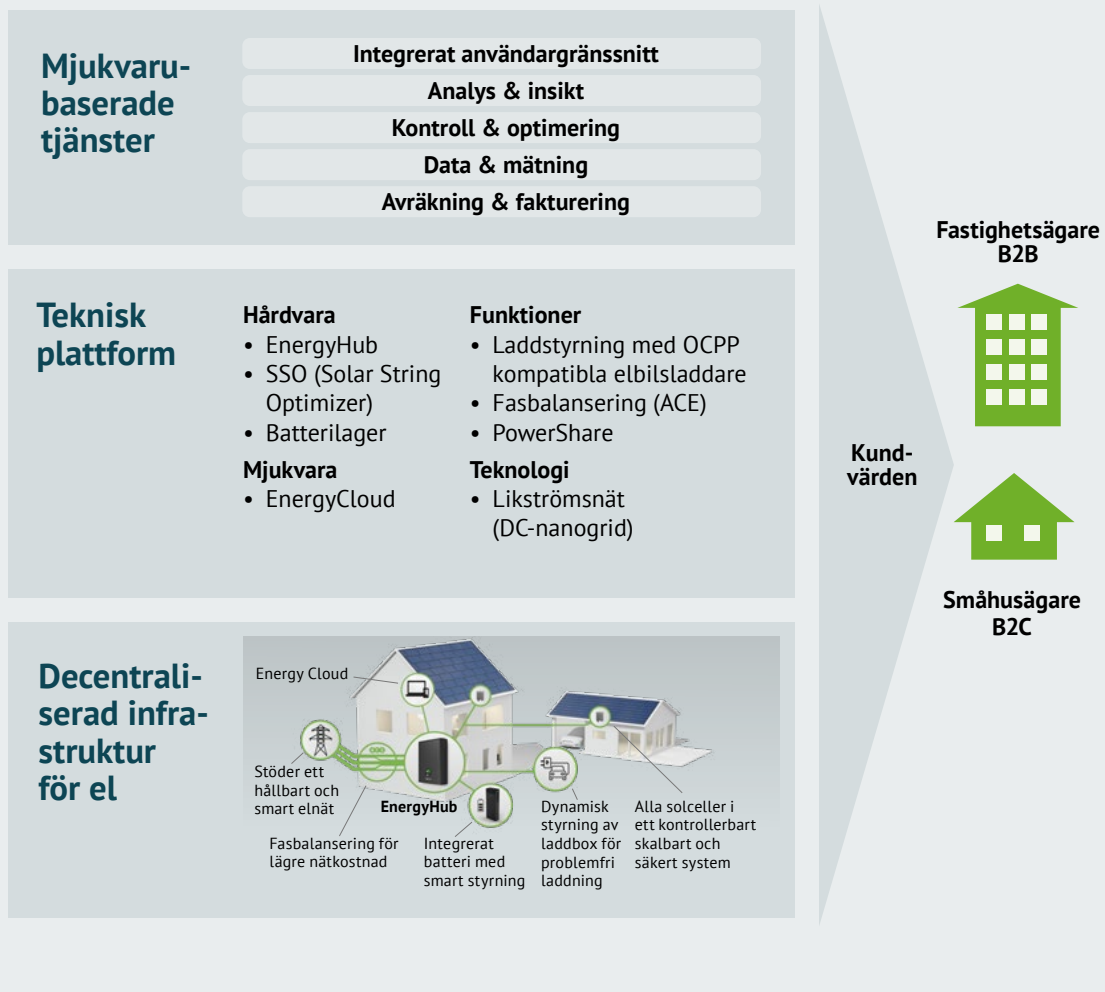 Mjukvaru-
baserade
tjänster
Integrerat användargränssnitt
Analys & insikt
Kontroll & optimering
Data & mätning
Avräkning & fakturering
Teknisk
plattform
Hårdvara
• EnergyHub
• SSO (Solar String
Optimizer)
• Batterilager
Mjukvara
• EnergyCloud
Funktioner
• Laddstyrning med OCPP
kompatibla elbilsladdare
• Fasbalansering (ACE)
• PowerShare
Teknologi
• Likströmsnät
(DC-nanogrid)
Decentrali-
serad infra-
struktur
för el
Energy Cloud
Stöder ett
hållbart och
smart elnät
EnergyHub
Fasbalansering för
lägre nätkostnad
Integrerat
batteri med
smart styrning
Dynamisk
styrning av
laddbox för
problemfri
laddning
Alla solceller i
ett kontrollerbart
skalbart och
säkert system
Kund-
värden
Fastighetsägare
B2B
Småhusägare
B2C